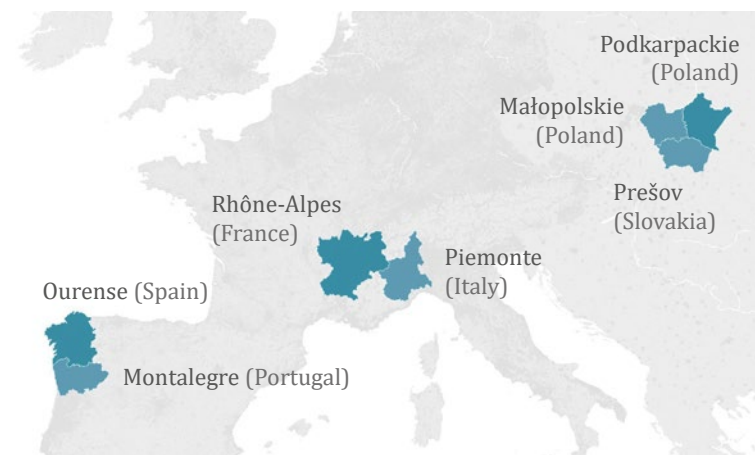 Podkarpackie
(Poland)
Małopolskie
(Poland)
Prešov
(Slovakia)
Rhône-Alpes
(France)
Piemonte
(Italy)
Ourense (Spain)
Montalegre (Portugal)